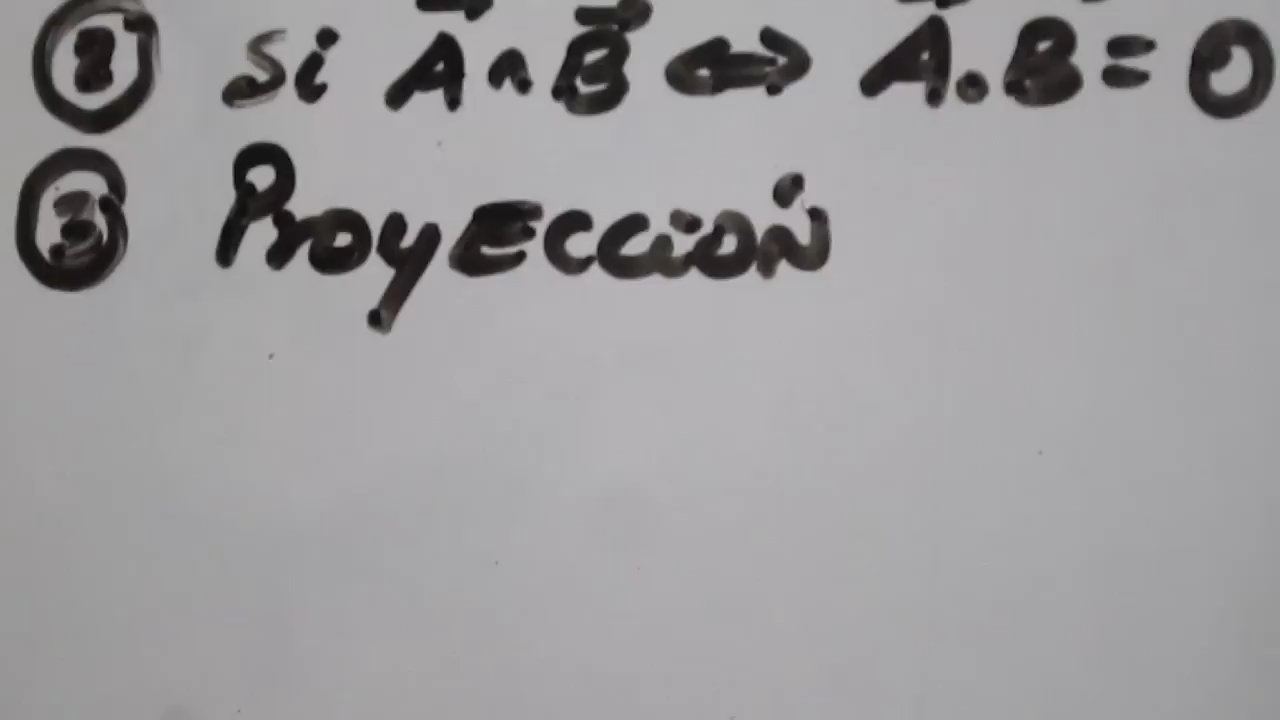 ② Si A⃗ ∧ B⃗ ⇔ A⃗ . B⃗ = 0
③ PROYECCIÓN